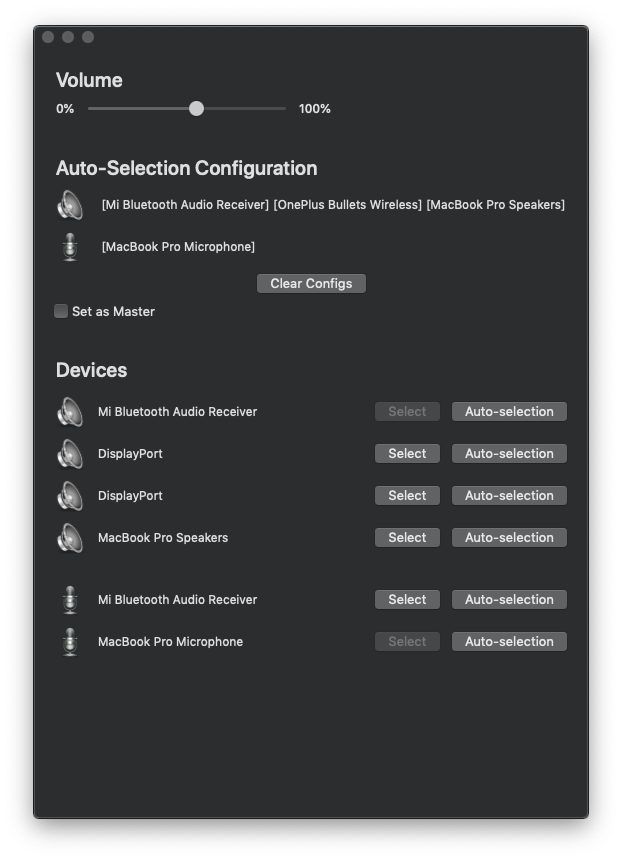 Volume
0% 100%
Auto-Selection Configuration
[Mi Bluetooth Audio Receiver] [OnePlus Bullets Wireless] [MacBook Pro Speakers]
[MacBook Pro Microphone]
Clear Configs
Set as Master
Devices
Mi Bluetooth Audio Receiver Select Auto-selection
DisplayPort Select Auto-selection
DisplayPort Select Auto-selection
MacBook Pro Speakers Select Auto-selection
Mi Bluetooth Audio Receiver Select Auto-selection
MacBook Pro Microphone Select Auto-selection